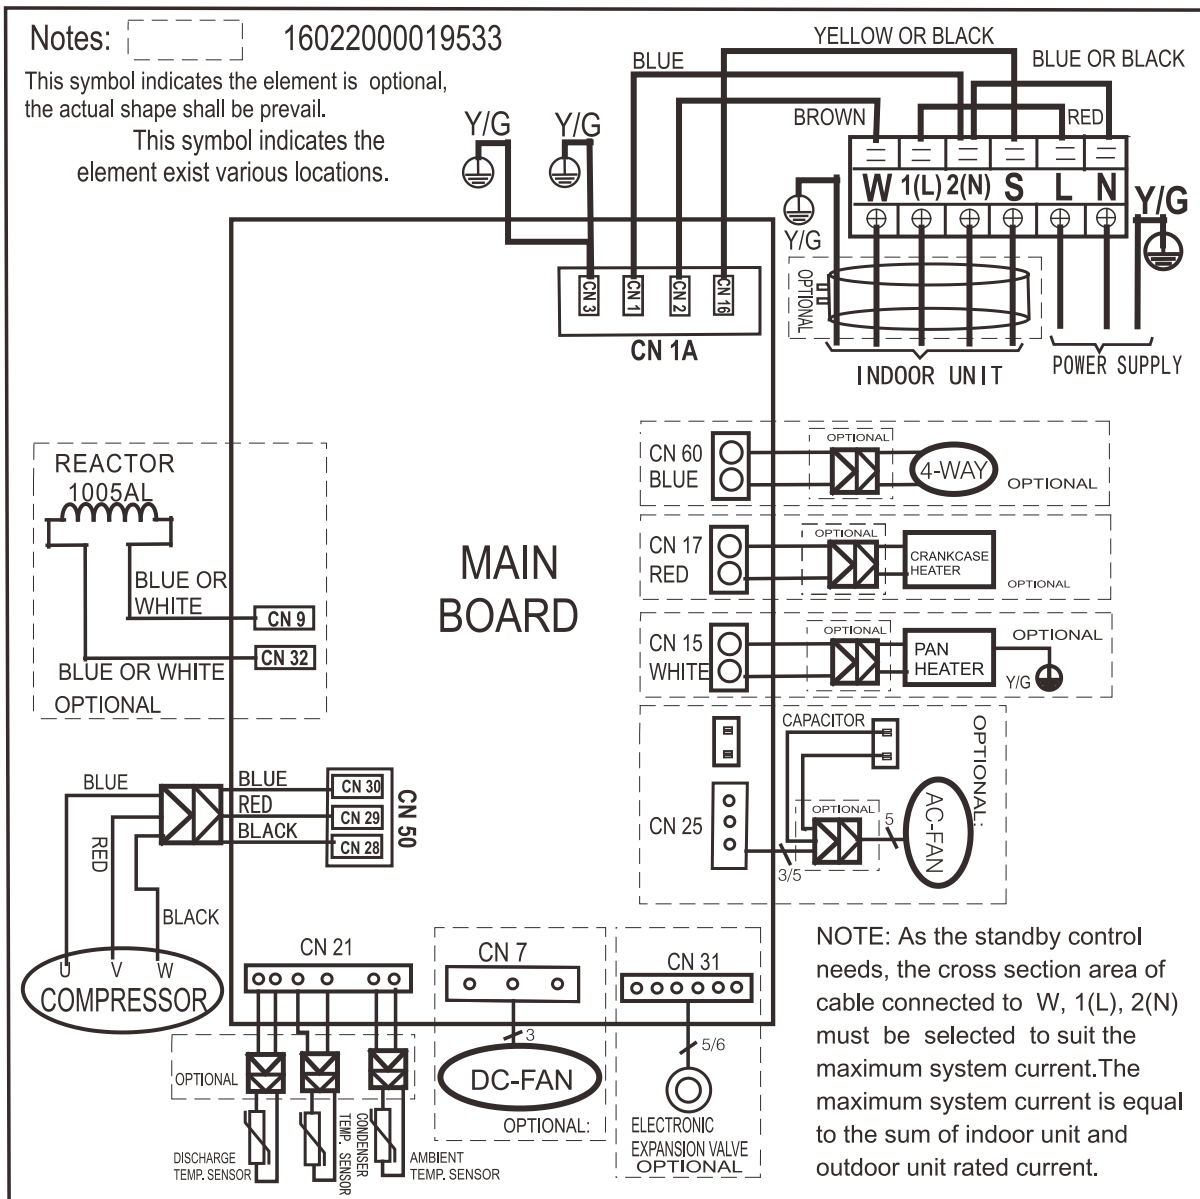 Notes:
16022000019533
This symbol indicates the element is optional,
the actual shape shall be prevail.
This symbol indicates the
element exist various locations.
YELLOW OR BLACK
BLUE
BLUE OR BLACK
BROWN
RED
Y/G
Y/G
W 1(L) 2(N) S L N
Y/G
Y/G
OPTIONAL
CN 3
CN 1
CN 2
CN 16
CN 1A
INDOOR UNIT
POWER SUPPLY
REACTOR
1005AL
BLUE OR
WHITE
CN 9
CN 32
BLUE OR WHITE
OPTIONAL
MAIN
BOARD
CN 60
BLUE
OPTIONAL
4-WAY
OPTIONAL
CN 17
RED
OPTIONAL
CRANKCASE
HEATER
OPTIONAL
CN 15
WHITE
OPTIONAL
PAN
HEATER
OPTIONAL
Y/G
CAPACITOR
OPTIONAL:
CN 25
OPTIONAL
3/5
5
AC-FAN
BLUE
RED
BLACK
BLUE
RED
BLACK
CN 30
CN 29
CN 28
CN 50
U V W
COMPRESSOR
CN 21
OPTIONAL
DISCHARGE
TEMP. SENSOR
CONDENSER
TEMP. SENSOR
AMBIENT
TEMP. SENSOR
CN 7
3
DC-FAN
OPTIONAL:
CN 31
5/6
ELECTRONIC
EXPANSION VALVE
OPTIONAL
NOTE: As the standby control
needs, the cross section area of
cable connected to W, 1(L), 2(N)
must be selected to suit the
maximum system current.The
maximum system current is equal
to the sum of indoor unit and
outdoor unit rated current.